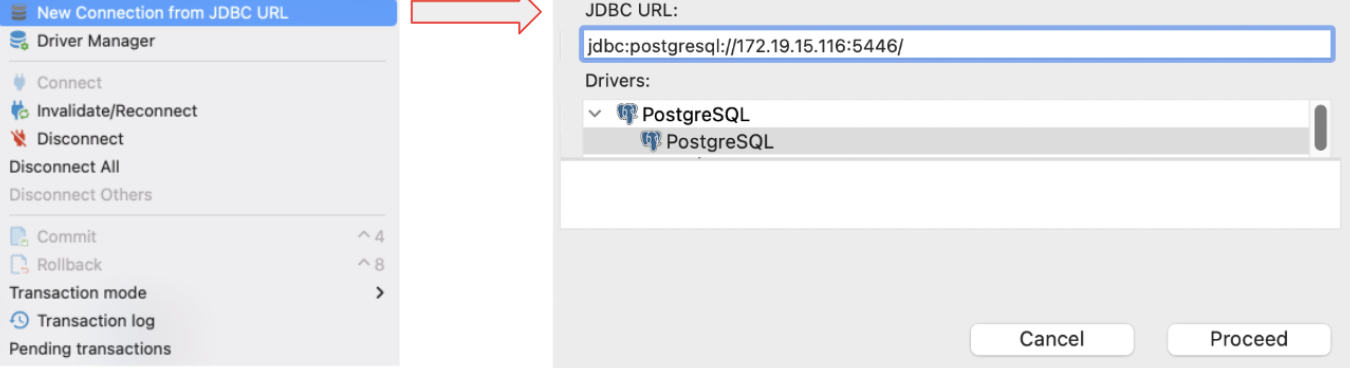 New Connection from JDBC URL
Driver Manager
Connect
Invalidate/Reconnect
Disconnect
Disconnect All
Disconnect Others
Commit ^ 4
Rollback ^ 8
Transaction mode
Transaction log
Pending transactions
JDBC URL:
jdbc:postgresql://172.19.15.116:5446/
Drivers:
PostgreSQL
PostgreSQL
Cancel Proceed